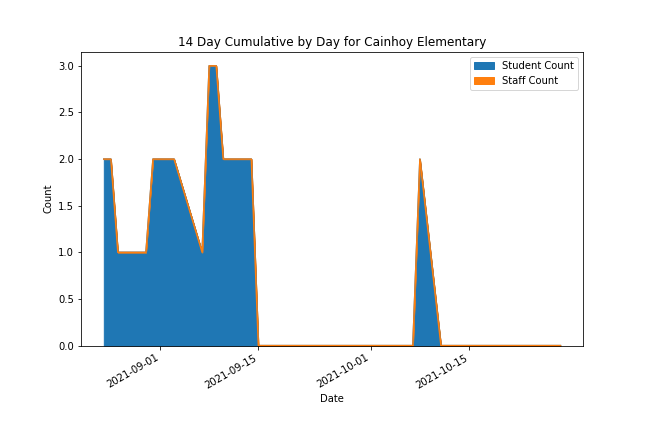 14 Day Cumulative by Day for Cainhoy Elementary
Student Count
Staff Count
3.0
2.5
2.0
1.5
1.0
0.5
0.0
Count
2021-09-01
2021-09-15
2021-10-01
2021-10-15
Date